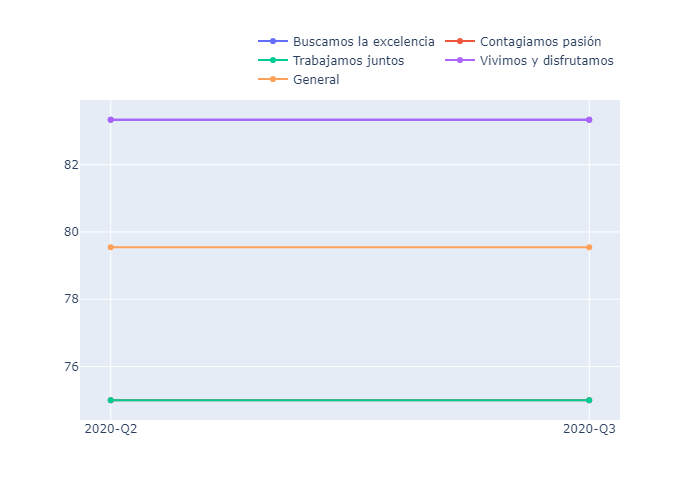 Buscamos la excelencia
Contagiamos pasión
Trabajamos juntos
Vivimos y disfrutamos
General
82
80
78
76
2020-Q2
2020-Q3